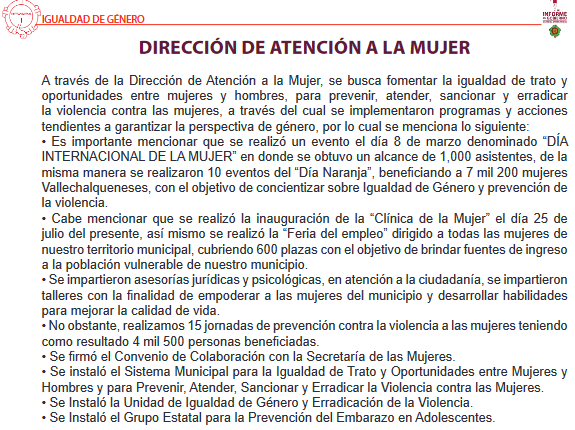 IGUALDAD DE GÉNERO
INFORME
DE GOBIERNO
DIRECCIÓN DE ATENCIÓN A LA MUJER
A través de la Dirección de Atención a la Mujer, se busca fomentar la igualdad de trato y
oportunidades entre mujeres y hombres, para prevenir, atender, sancionar y erradicar
la violencia contra las mujeres, a través del cual se implementaron programas y acciones
tendientes a garantizar la perspectiva de género, por lo cual se menciona lo siguiente:
• Es importante mencionar que se realizó un evento el día 8 de marzo denominado “DÍA
INTERNACIONAL DE LA MUJER” en donde se obtuvo un alcance de 1,000 asistentes, de la
misma manera se realizaron 10 eventos del “Día Naranja”, beneficiando a 7 mil 200 mujeres
Vallechalqueneses, con el objetivo de concientizar sobre Igualdad de Género y prevención de
la violencia.
• Cabe mencionar que se realizó la inauguración de la “Clínica de la Mujer” el día 25 de
julio del presente, así mismo se realizó la “Feria del empleo” dirigido a todas las mujeres de
nuestro territorio municipal, cubriendo 600 plazas con el objetivo de brindar fuentes de ingreso
a la población vulnerable de nuestro municipio.
• Se impartieron asesorías jurídicas y psicológicas, en atención a la ciudadanía, se impartieron
talleres con la finalidad de empoderar a las mujeres del municipio y desarrollar habilidades
para mejorar la calidad de vida.
• No obstante, realizamos 15 jornadas de prevención contra la violencia a las mujeres teniendo
como resultado 4 mil 500 personas beneficiadas.
• Se firmó el Convenio de Colaboración con la Secretaría de las Mujeres.
• Se instaló el Sistema Municipal para la Igualdad de Trato y Oportunidades entre Mujeres y
Hombres y para Prevenir, Atender, Sancionar y Erradicar la Violencia contra las Mujeres.
• Se Instaló la Unidad de Igualdad de Género y Erradicación de la Violencia.
• Se Instaló el Grupo Estatal para la Prevención del Embarazo en Adolescentes.